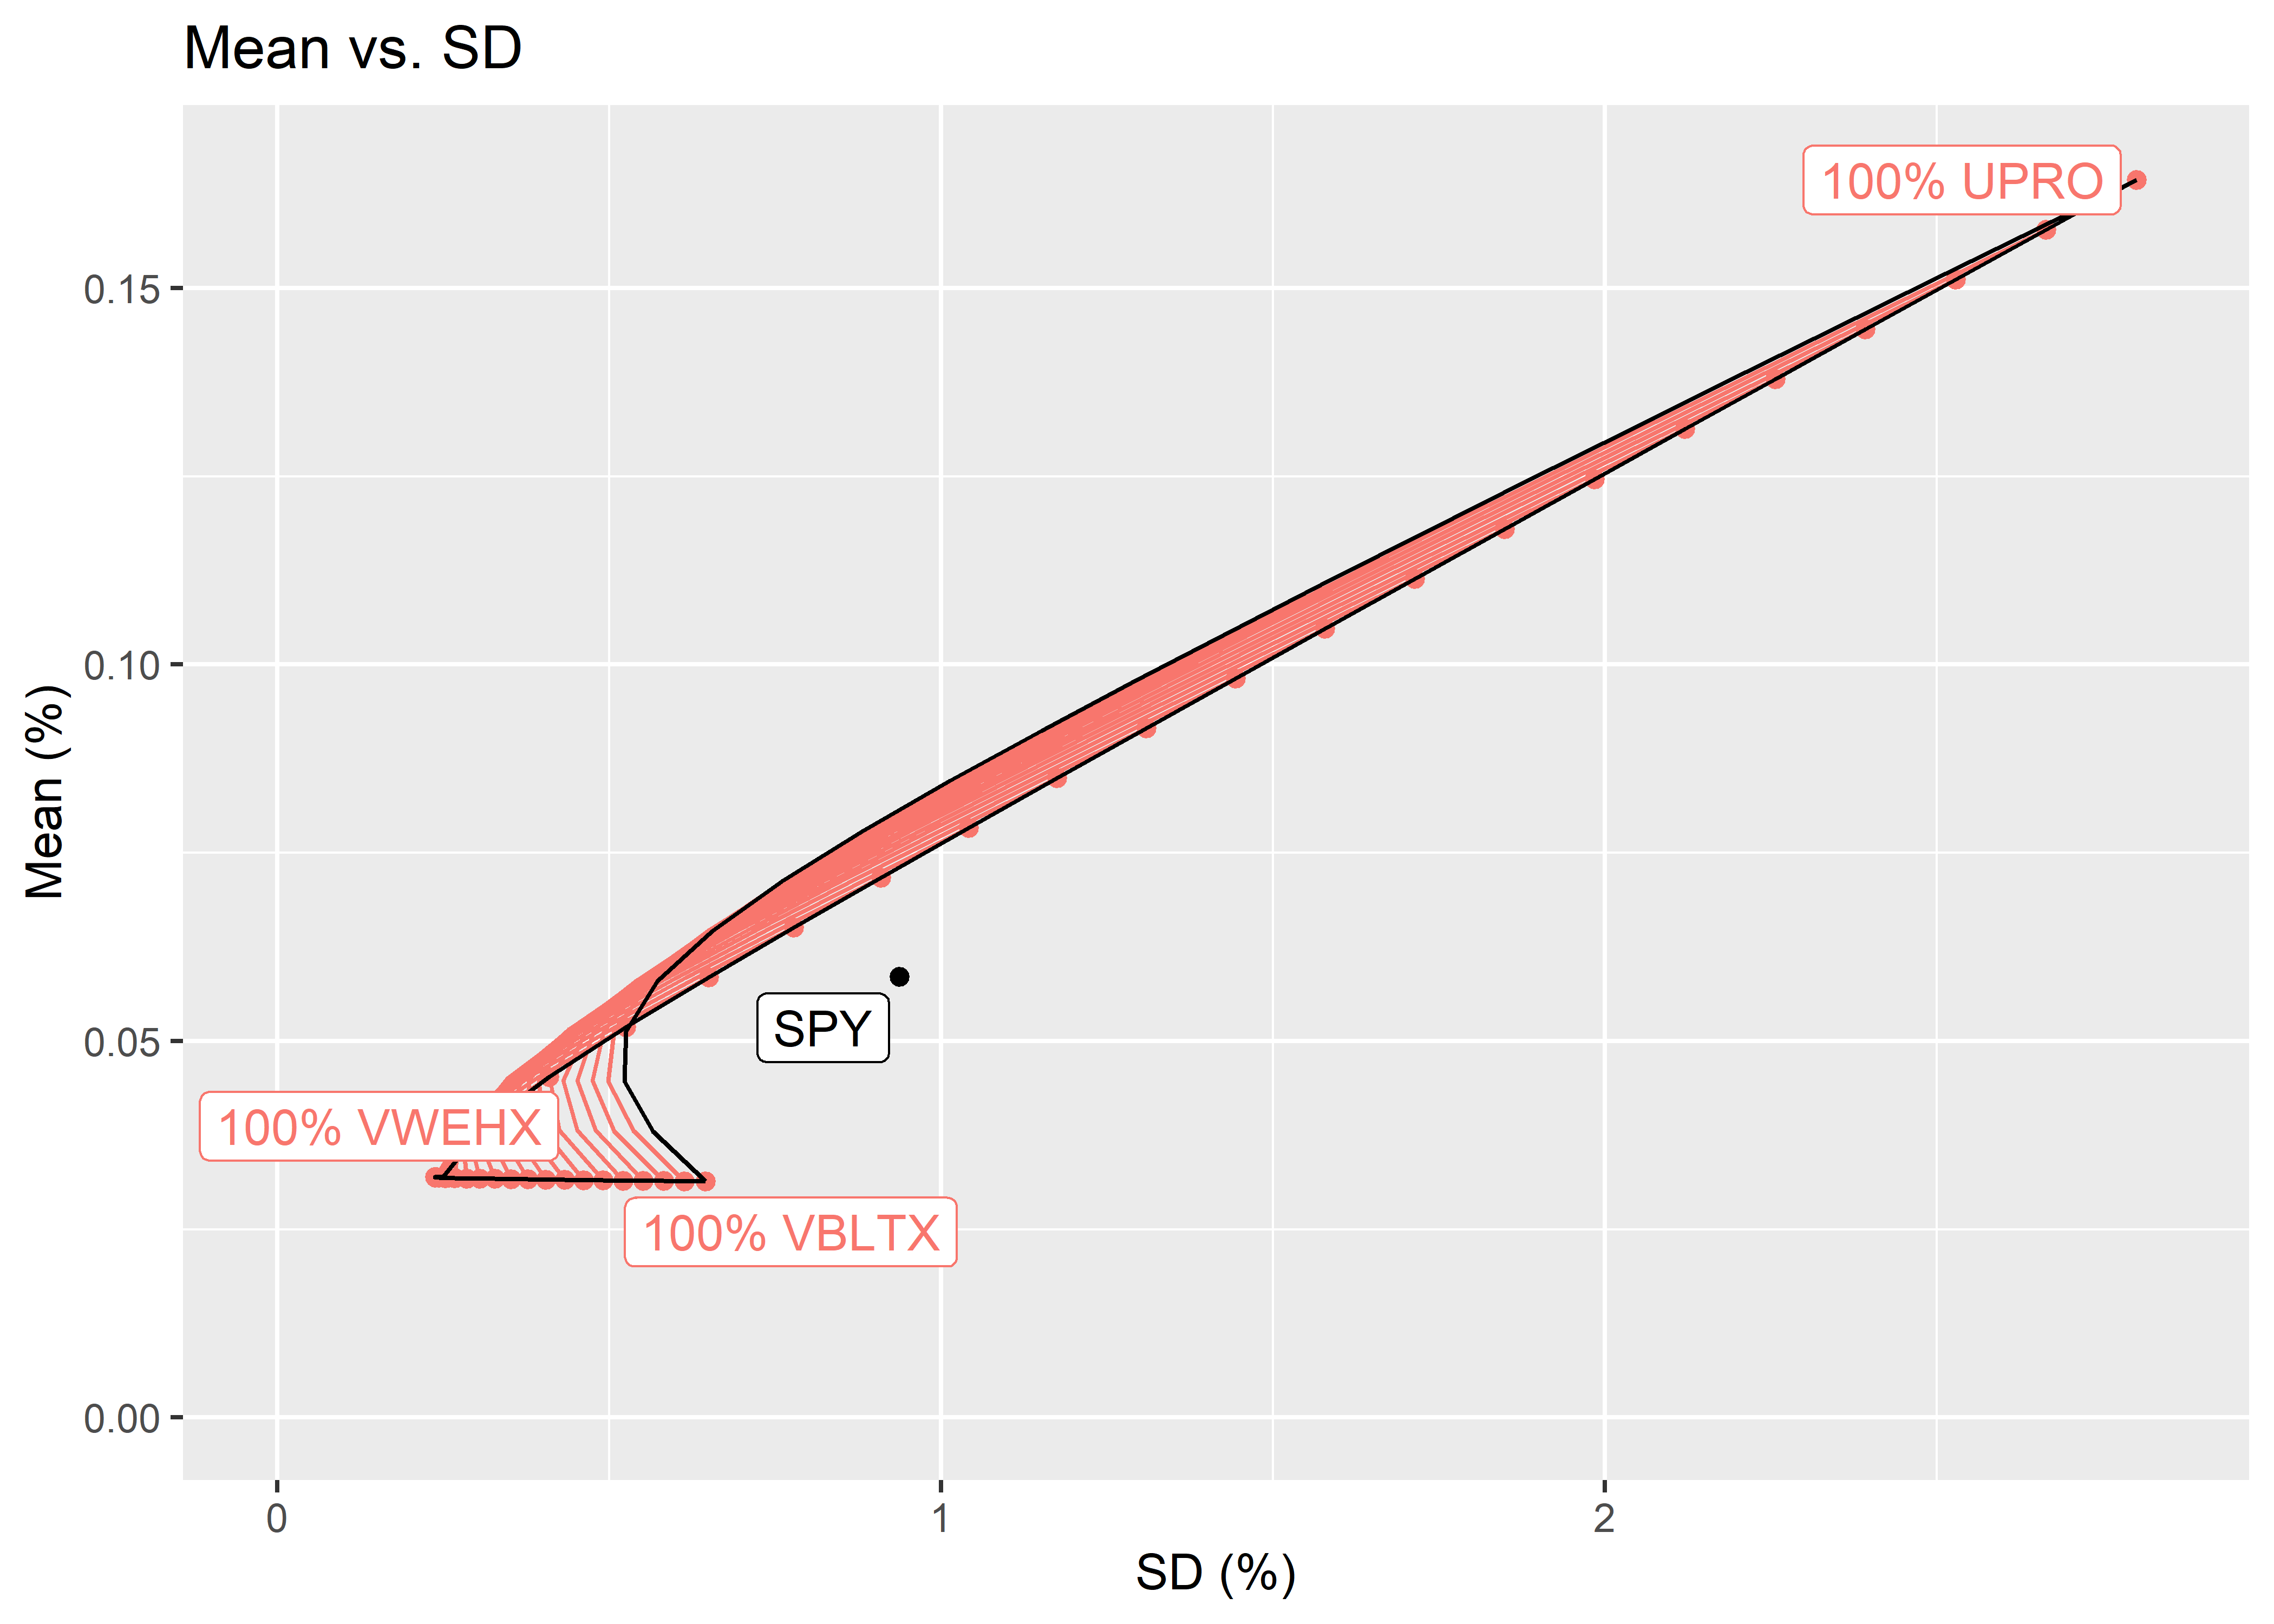 Mean vs. SD
100% UPRO
0.15
0.10
Mean (%)
0.05
SPY
100% VWEHX
100% VBLTX
0.00
0
1
2
SD (%)